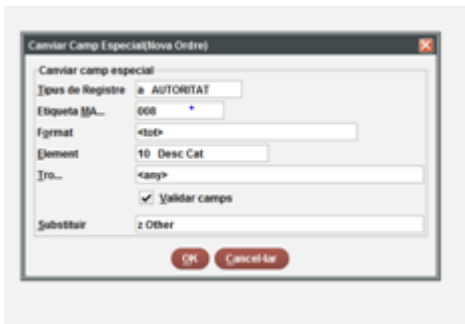 Canviar Camp Especial(Nova Ordre)
Canviar camp especial
Tipus de Registre a AUTORITAT
Etiqueta MA... 008 *
Format <tot>
Element 10 Desc Cat
Tro... <any>
Validar camps
Substituir z Other
OK Cancel·lar